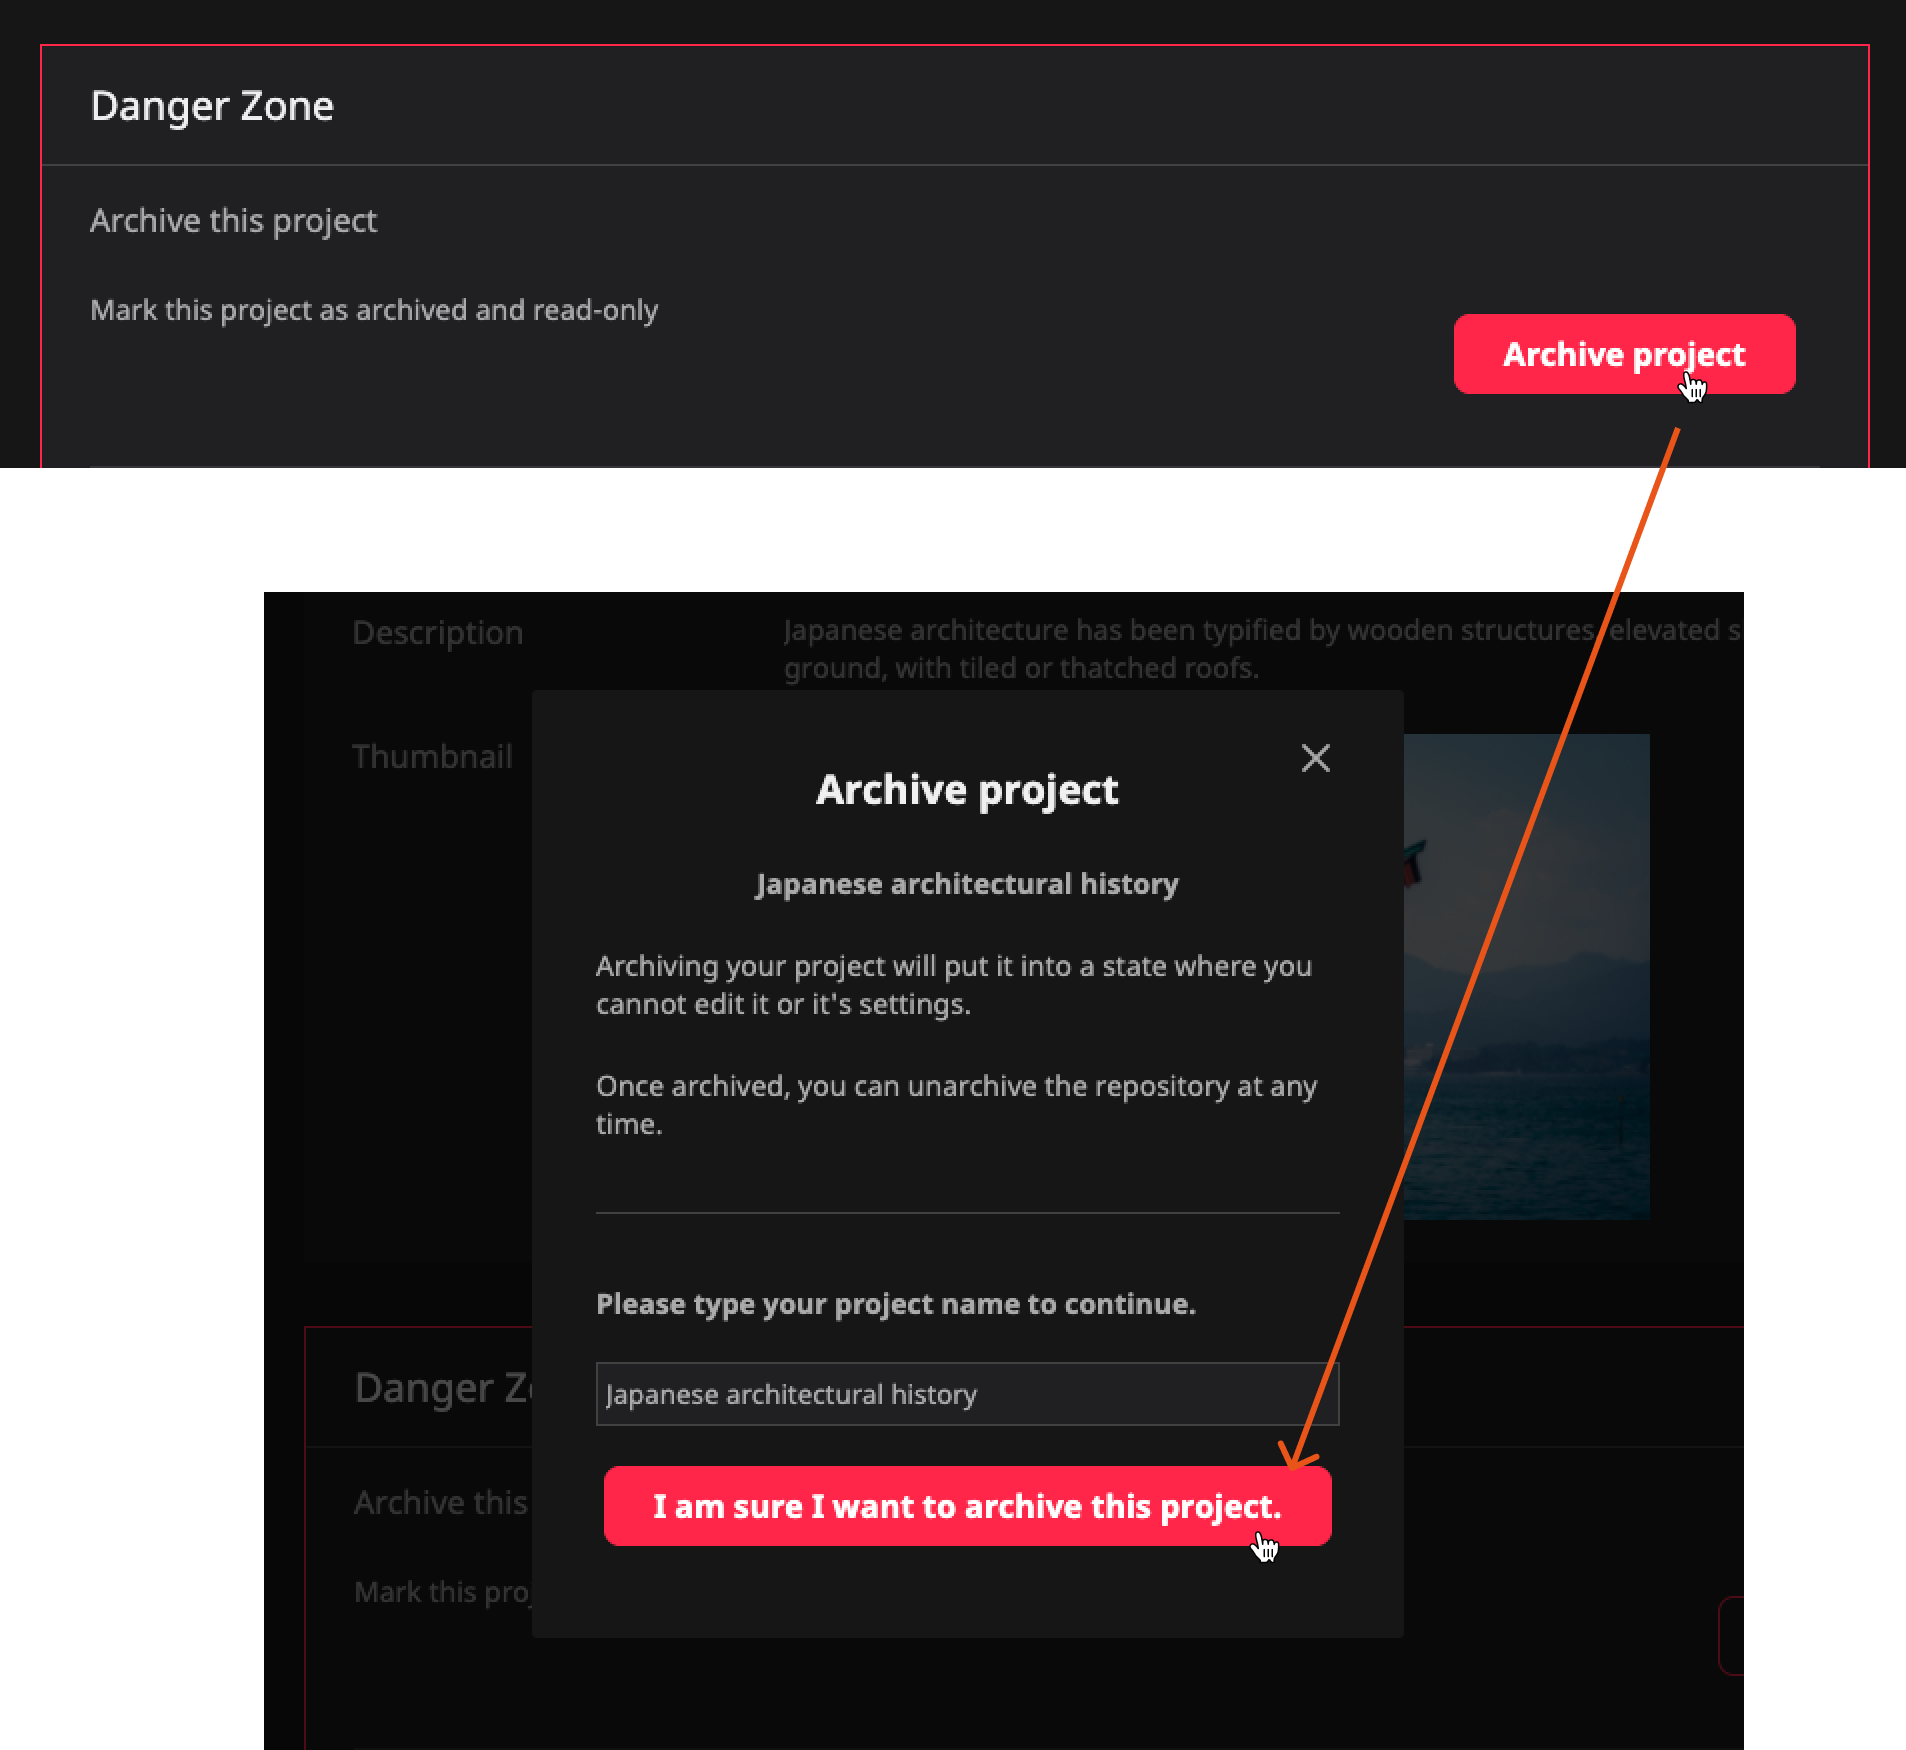 Danger Zone
Archive this project
Mark this project as archived and read-only
Archive project
Description
Japanese architecture has been typified by wooden structures, elevated s
ground, with tiled or thatched roofs.
Thumbnail
Archive project
Japanese architectural history
Archiving your project will put it into a state where you
cannot edit it or it's settings.
Once archived, you can unarchive the repository at any
time.
Please type your project name to continue.
Japanese architectural history
I am sure I want to archive this project.
Danger Zo
Archive this
Mark this proj